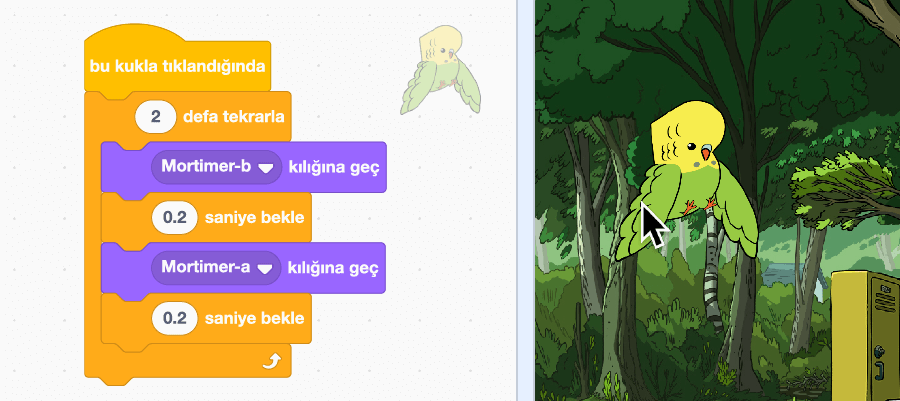 bu kukla tıklandığında
2 defa tekrarla
Mortimer-b kılığına geç
0.2 saniye bekle
Mortimer-a kılığına geç
0.2 saniye bekle